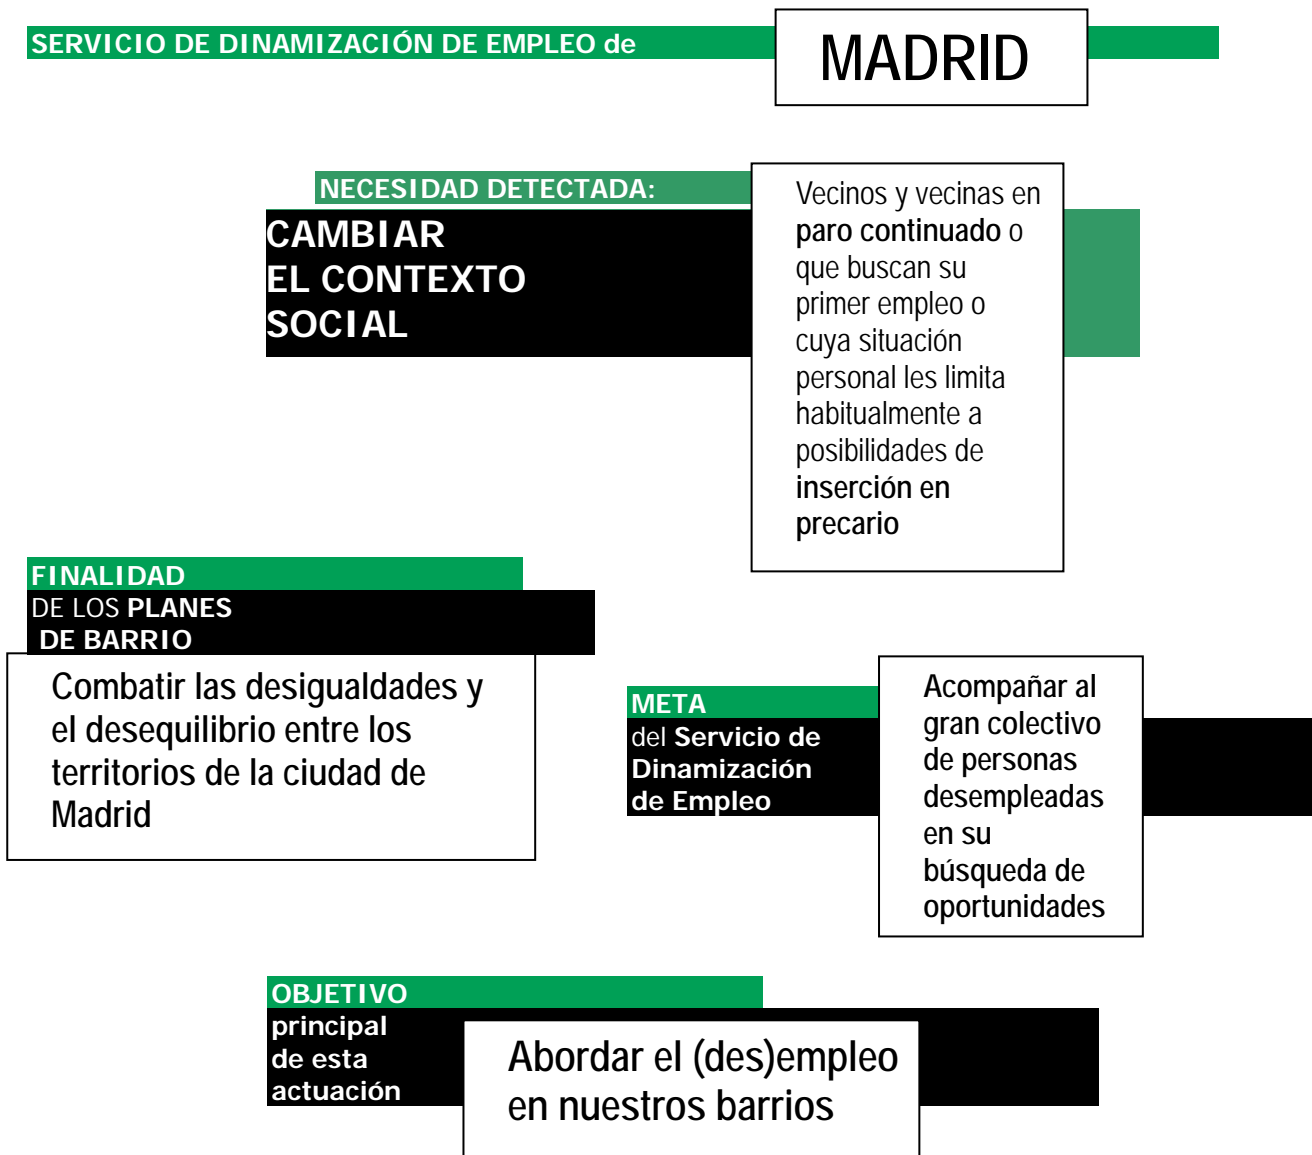 SERVICIO DE DINAMIZACIÓN DE EMPLEO de
MADRID
NECESIDAD DETECTADA:
CAMBIAR
EL CONTEXTO
SOCIAL
Vecinos y vecinas en
paro continuado o
que buscan su
primer empleo o
cuya situación
personal les limita
habitualmente a
posibilidades de
inserción en
precario
FINALIDAD
DE LOS PLANES
DE BARRIO
Combatir las desigualdades y
el desequilibrio entre los
territorios de la ciudad de
Madrid
META
del Servicio de
Dinamización
de Empleo
Acompañar al
gran colectivo
de personas
desempleadas
en su
búsqueda de
oportunidades
OBJETIVO
principal
de esta
actuación
Abordar el (des)empleo
en nuestros barrios